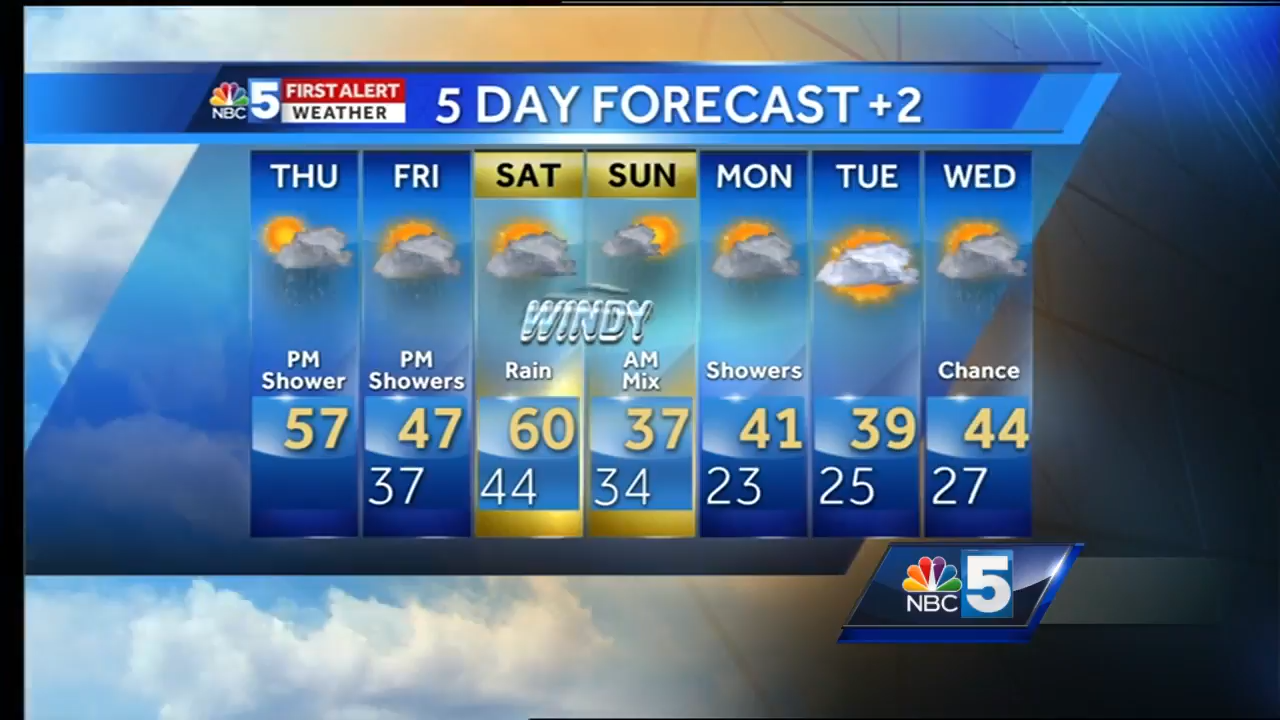 NBC 5 FIRST ALERT WEATHER
5 DAY FORECAST +2
THU FRI SAT SUN MON TUE WED
WINDY
PM Shower
PM Showers
Rain
AM Mix
Showers
Chance
57 47 60 37 41 39 44
37 44 34 23 25 27
NBC 5